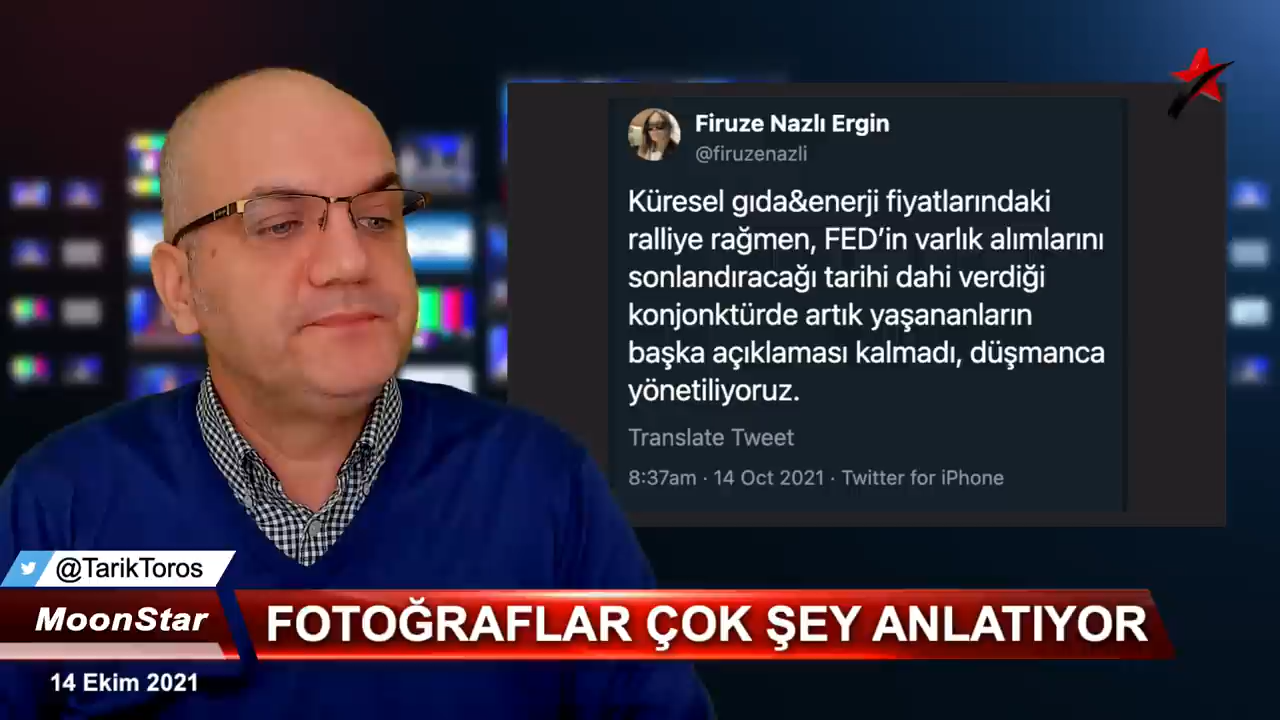 Firuze Nazlı Ergin
@firuzenazli
Küresel gıda&enerji fiyatlarındaki
ralliye rağmen, FED'in varlık alımlarını
sonlandıracağı tarihi dahi verdiği
konjonktürde artık yaşananların
başka açıklaması kalmadı, düşmanca
yönetiliyoruz.
Translate Tweet
8:37am · 14 Oct 2021 · Twitter for iPhone
@TarikToros
MoonStar
FOTOĞRAFLAR ÇOK ŞEY ANLATIYOR
14 Ekim 2021